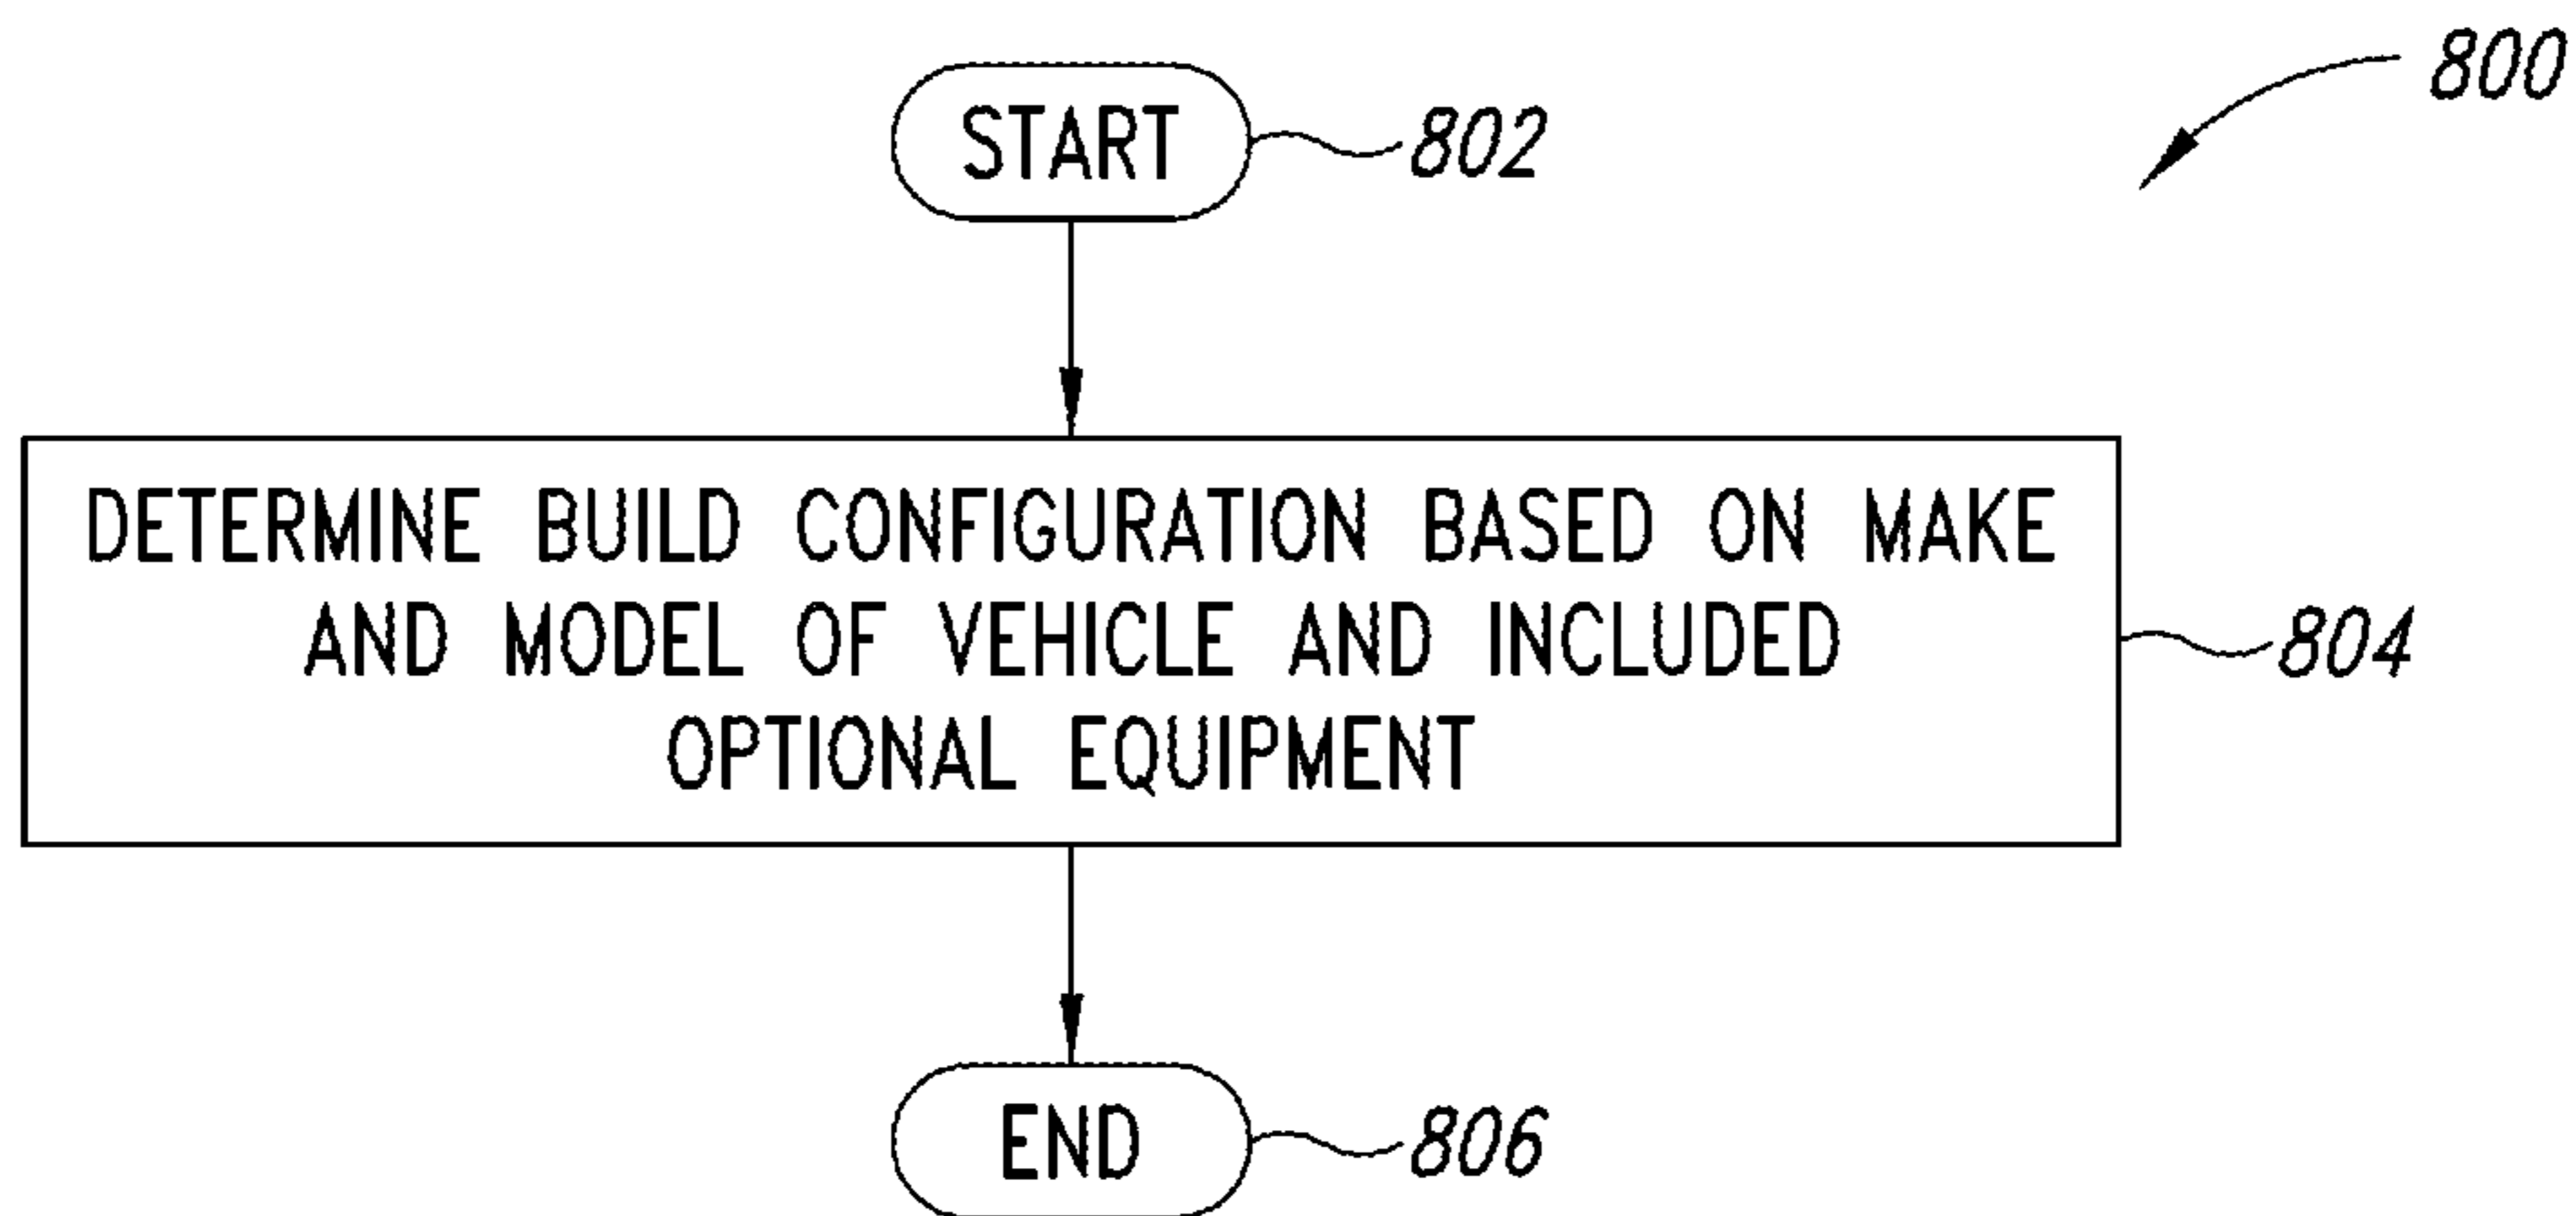 800
START
802
DETERMINE BUILD CONFIGURATION BASED ON MAKE
AND MODEL OF VEHICLE AND INCLUDED
OPTIONAL EQUIPMENT
804
END
806